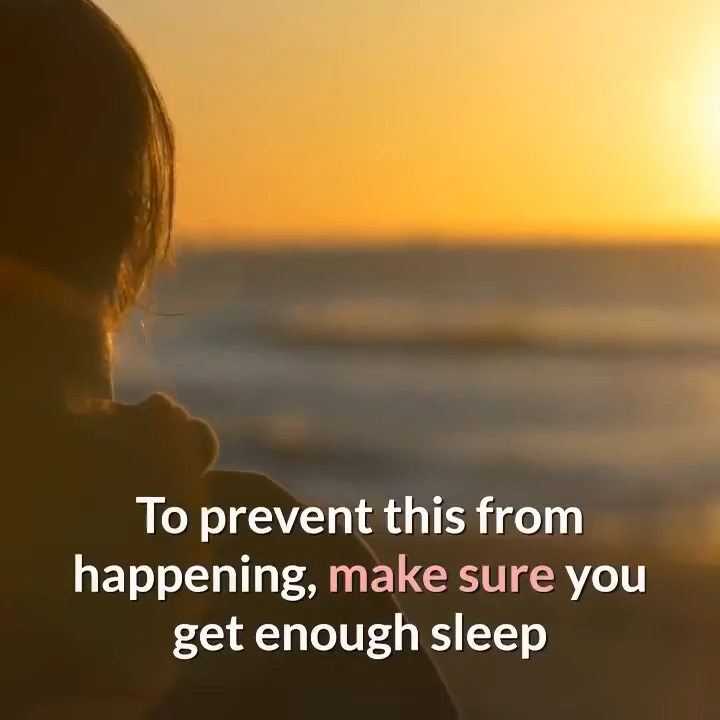 To prevent this from
happening, make sure you
get enough sleep